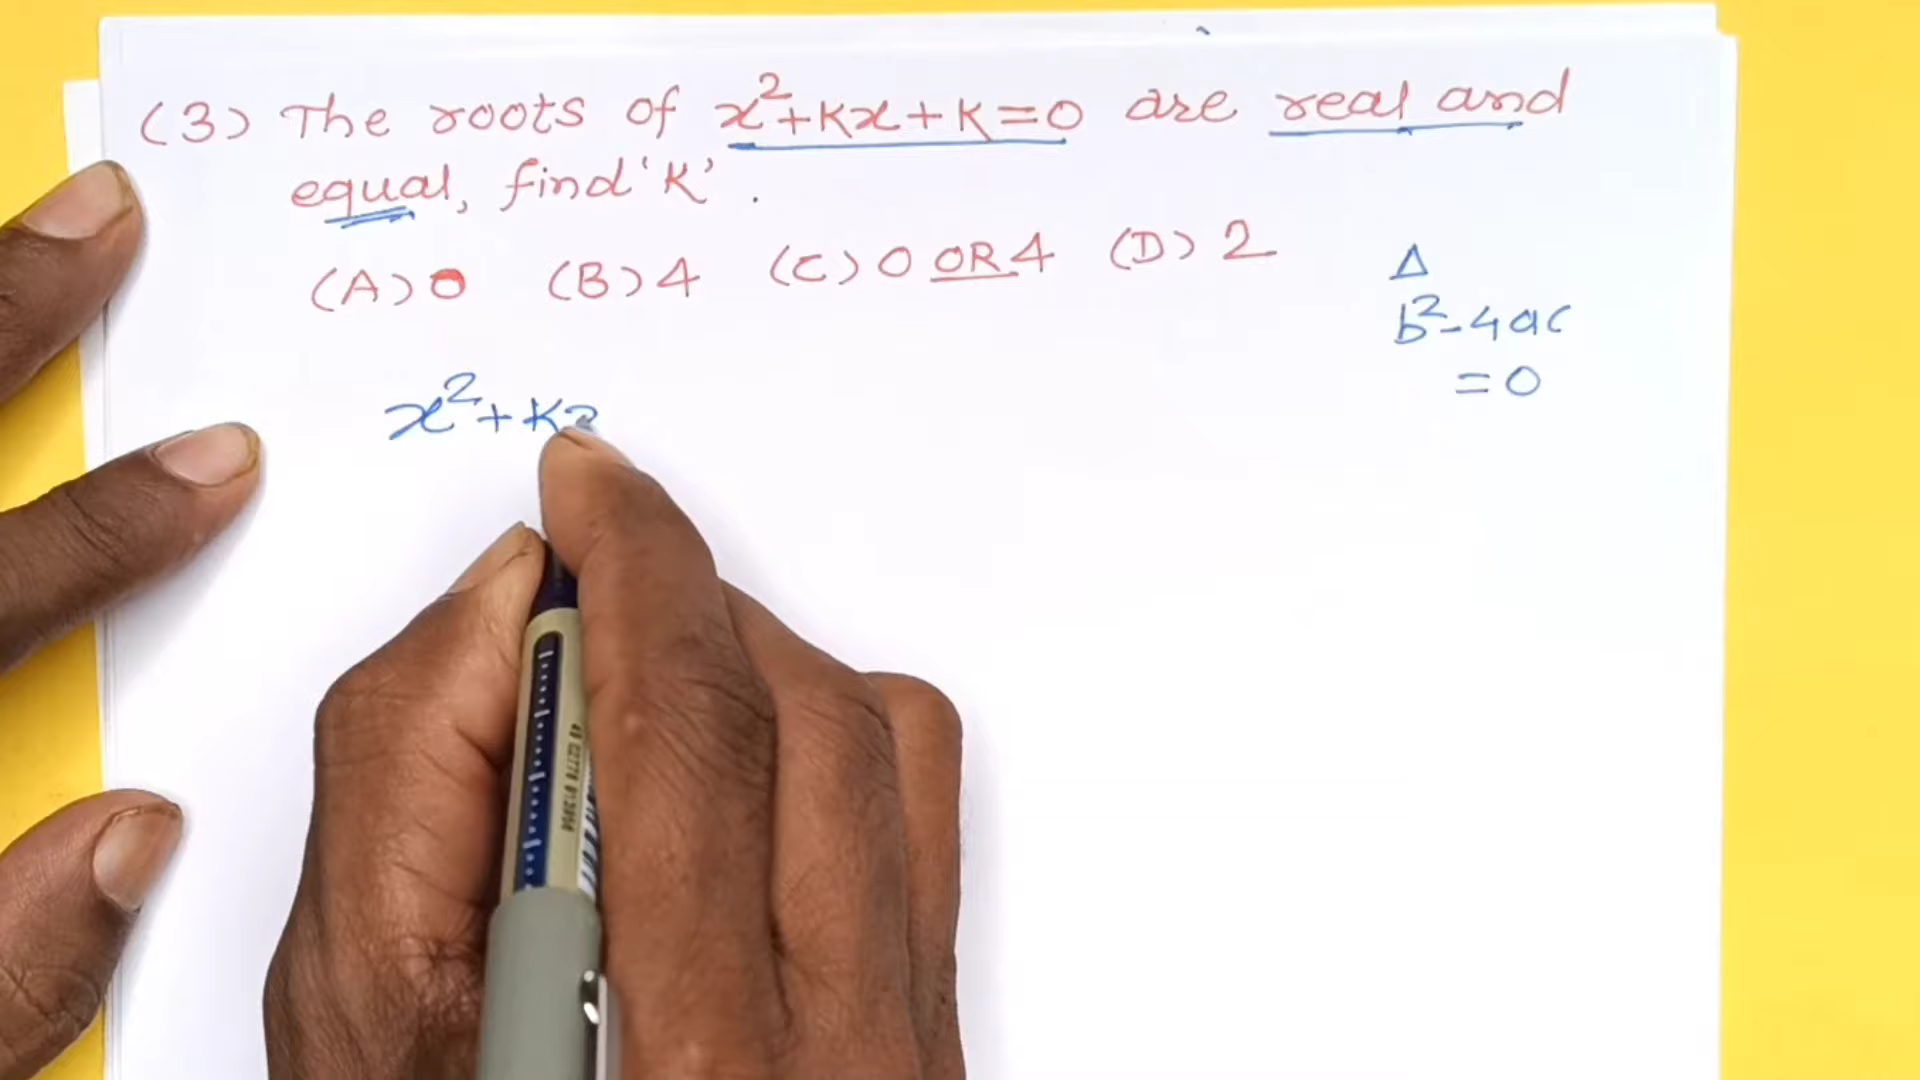 (3) The roots of x²+Kx+K=0 are real and
equal, find 'K' .
(A) 0 (B) 4 (C) 0 OR 4 (D) 2
Δ
b²-4ac
=0
x²+K